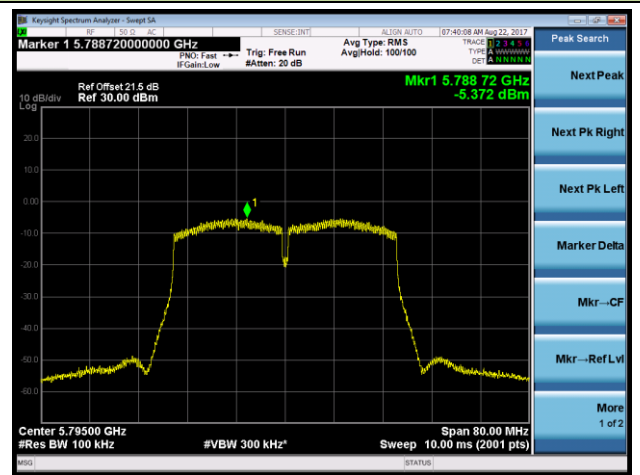 Keysight Spectrum Analyzer - Swept SA
RF 50 Ω AC SENSE:INT ALIGN AUTO 07:40:08 AM Aug 22, 2017
Marker 1 5.788720000000 GHz
PNO: Fast
IFGain:Low
Trig: Free Run
#Atten: 20 dB
Avg Type: RMS
Avg|Hold: 100/100
TRACE 1 2 3 4 5 6
TYPE A WWWWW
DET A N N N N N
Peak Search
Ref Offset 21.5 dB
10 dB/div Ref 30.00 dBm
Log
Mkr1 5.788 72 GHz
-5.372 dBm
20.0
10.0
0.00
-10.0
-20.0
-30.0
-40.0
-50.0
-60.0
1
Next Peak
Next Pk Right
Next Pk Left
Marker Delta
Mkr→CF
Mkr→Ref Lvl
More
1 of 2
Center 5.79500 GHz Span 80.00 MHz
#Res BW 100 kHz #VBW 300 kHz* Sweep 10.00 ms (2001 pts)
MSG STATUS